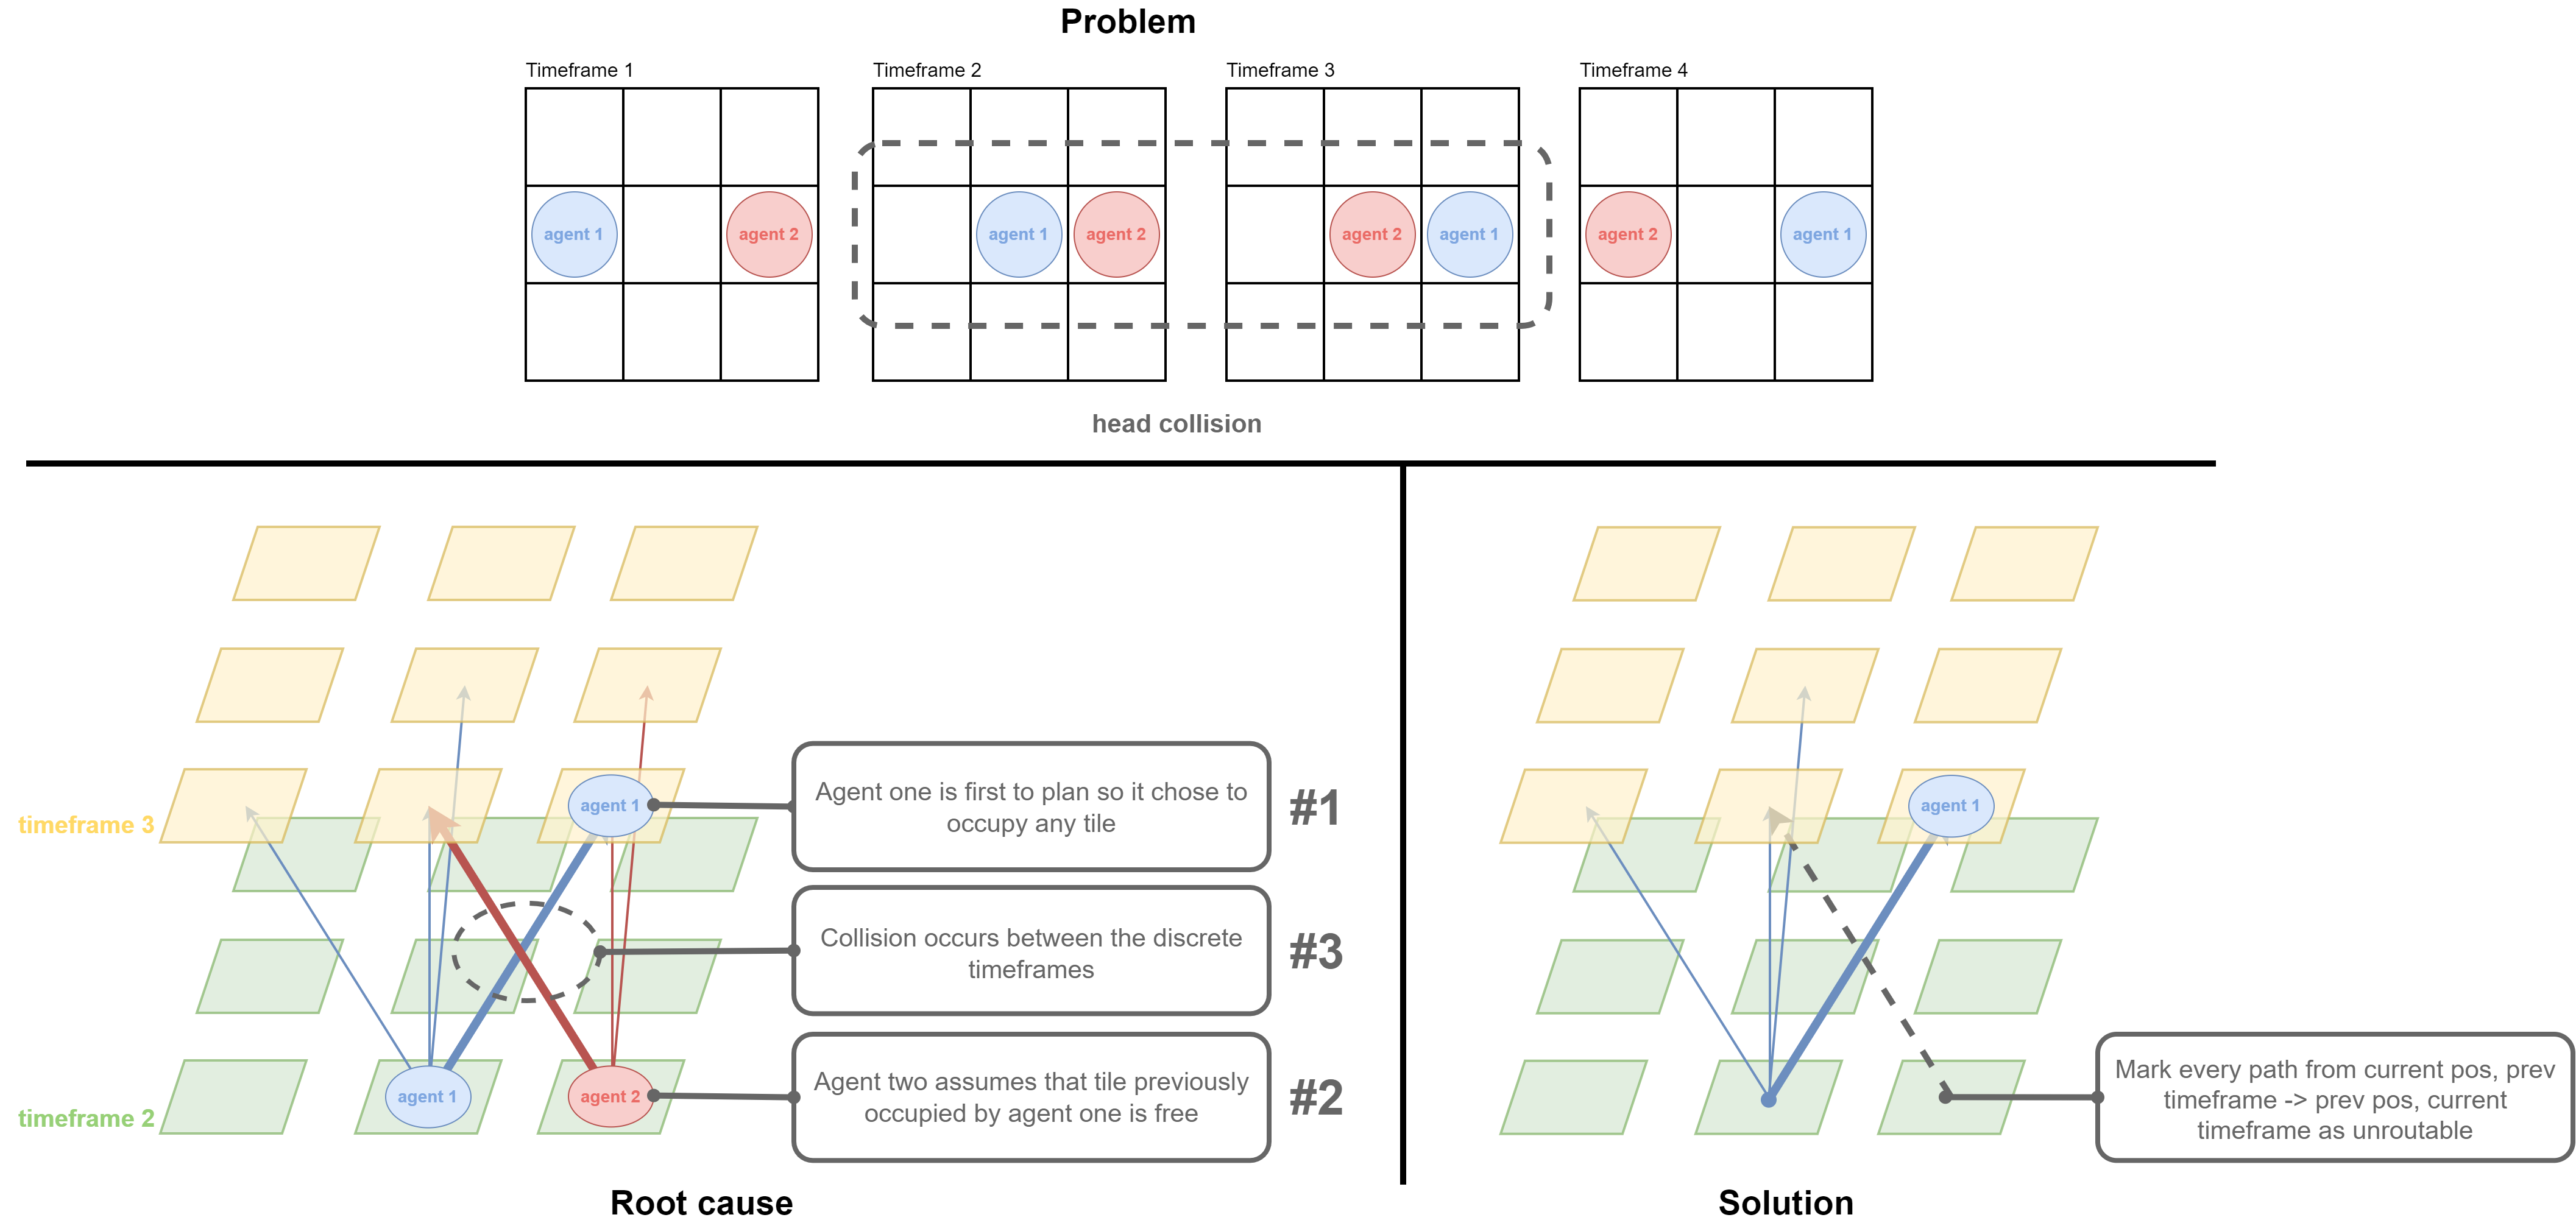 Problem
Timeframe 1
Timeframe 2
Timeframe 3
Timeframe 4
agent 1
agent 2
agent 1
agent 2
agent 2
agent 1
agent 2
agent 1
head collision
timeframe 3
agent 1
Agent one is first to plan so it chose to
occupy any tile
#1
Collision occurs between the discrete
timeframes
#3
timeframe 2
agent 1
agent 2
Agent two assumes that tile previously
occupied by agent one is free
#2
Root cause
agent 1
Mark every path from current pos, prev
timeframe -> prev pos, current
timeframe as unroutable
Solution